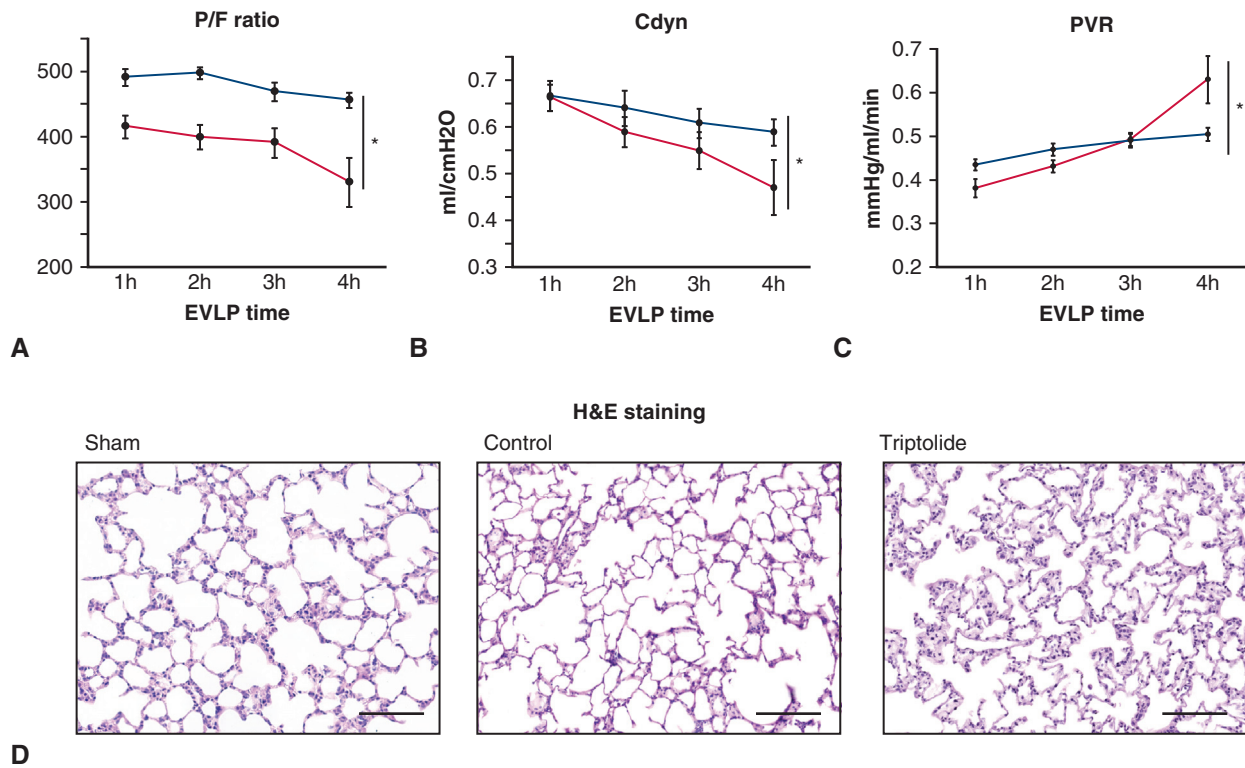 P/F ratio
500
400
300
200
1h 2h 3h 4h
*
EVLP time
A
Cdyn
ml/cmH2O
0.7
0.6
0.5
0.4
0.3
1h 2h 3h 4h
*
EVLP time
B
PVR
mmHg/ml/min
0.7
0.6
0.5
0.4
0.3
0.2
1h 2h 3h 4h
*
EVLP time
C
H&E staining
Sham
Control
Triptolide
D